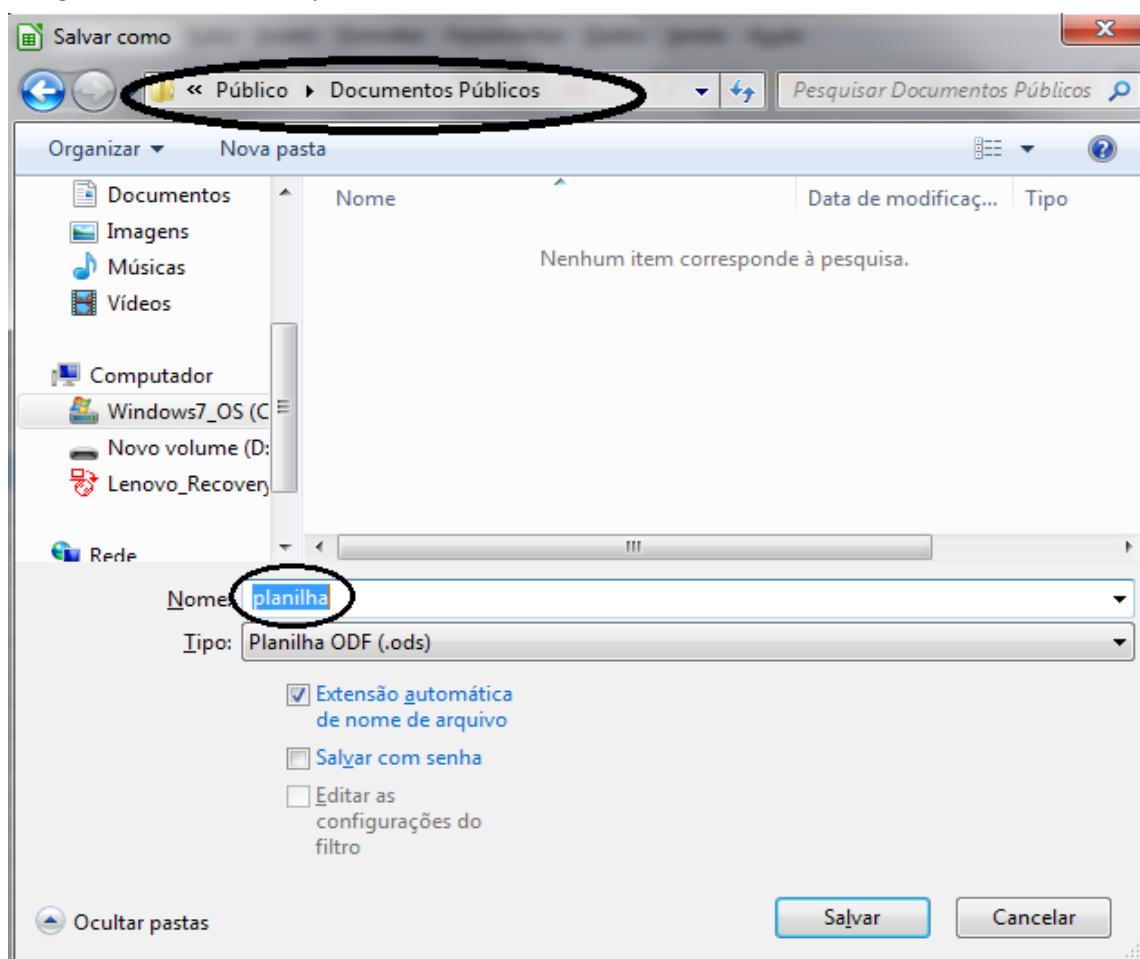 Salvar como
« Público ▸ Documentos Públicos
Pesquisar Documentos Públicos
Organizar Nova pasta
Documentos
Imagens
Músicas
Vídeos
Computador
Windows7_OS (C
Novo volume (D:
Lenovo_Recovery
Rede
Nome Data de modificaç... Tipo
Nenhum item corresponde à pesquisa.
Nome: planilha
Tipo: Planilha ODF (.ods)
Extensão automática
de nome de arquivo
Salvar com senha
Editar as
configurações do
filtro
Ocultar pastas
Salvar Cancelar